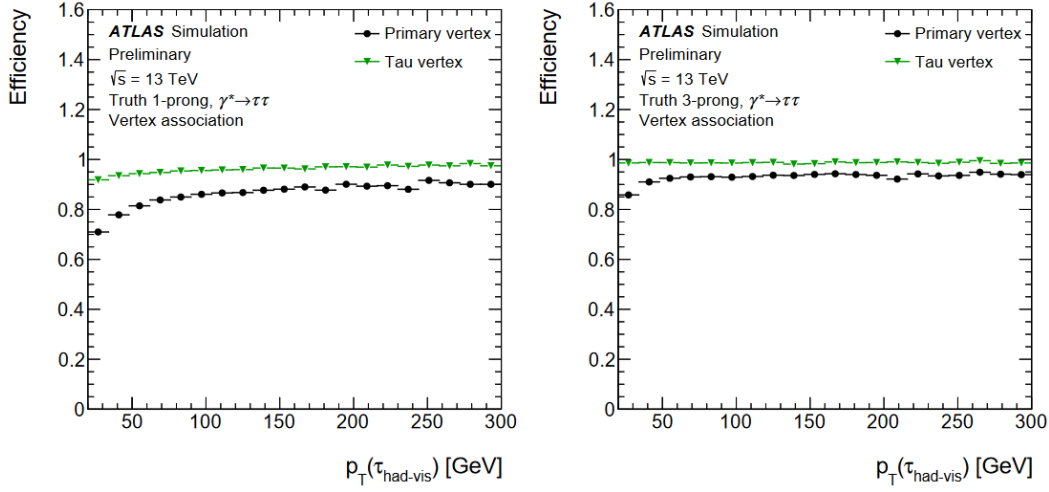 Efficiency
1.6
1.4
1.2
1
0.8
0.6
0.4
0.2
0
ATLAS Simulation
Preliminary
√s = 13 TeV
Truth 1-prong, γ*→ττ
Vertex association
Primary vertex
Tau vertex
50 100 150 200 250 300
p_T(τ_had-vis) [GeV]
Efficiency
1.6
1.4
1.2
1
0.8
0.6
0.4
0.2
0
ATLAS Simulation
Preliminary
√s = 13 TeV
Truth 3-prong, γ*→ττ
Vertex association
Primary vertex
Tau vertex
50 100 150 200 250 300
p_T(τ_had-vis) [GeV]